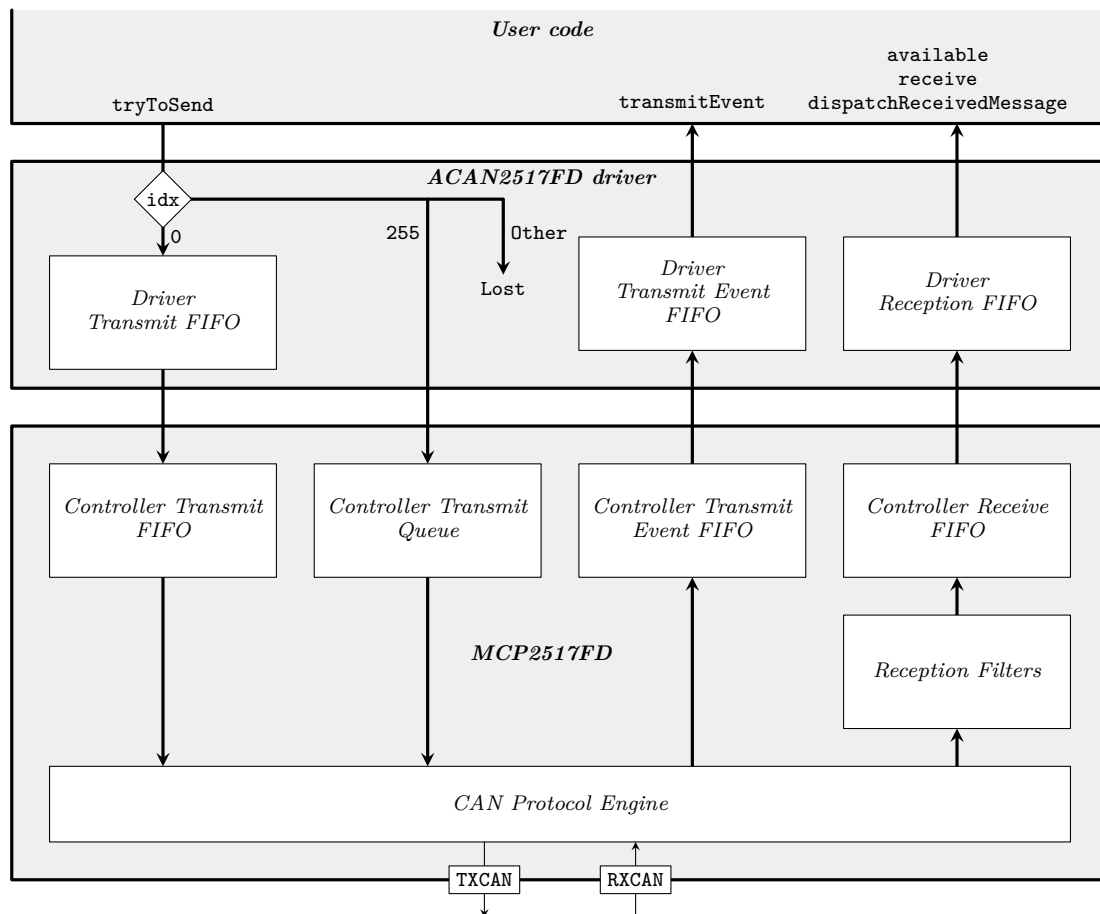 User code
available
receive
tryToSend
transmitEvent
dispatchReceivedMessage
ACAN2517FD driver
idx
0
255
Other
Lost
Driver
Transmit FIFO
Driver
Transmit Event
FIFO
Driver
Reception FIFO
Controller Transmit
FIFO
Controller Transmit
Queue
Controller Transmit
Event FIFO
Controller Receive
FIFO
MCP2517FD
Reception Filters
CAN Protocol Engine
TXCAN
RXCAN